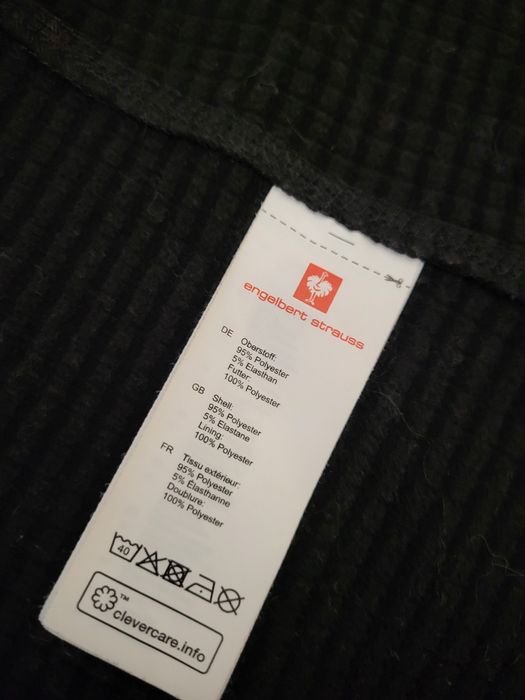 engelbert strauss
DE Oberstoff:
95% Polyester
5% Elasthan
Futter:
100% Polyester
GB Shell:
95% Polyester
5% Elastane
Lining:
100% Polyester
FR Tissu extérieur:
95% Polyester
5% Élasthanne
Doublure:
100% Polyester
40
™
clevercare.info